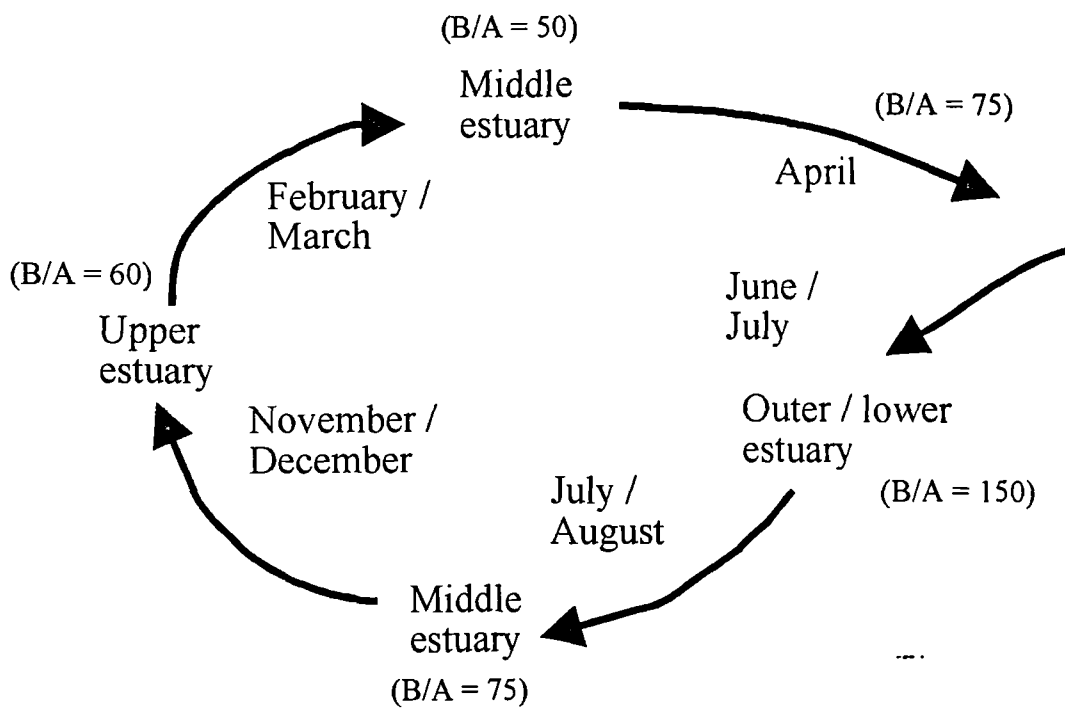 (B/A = 50)
Middle
estuary
(B/A = 75)
April
February /
March
(B/A = 60)
Upper
estuary
June /
July
November /
December
Outer / lower
estuary
(B/A = 150)
July /
August
Middle
estuary
(B/A = 75)